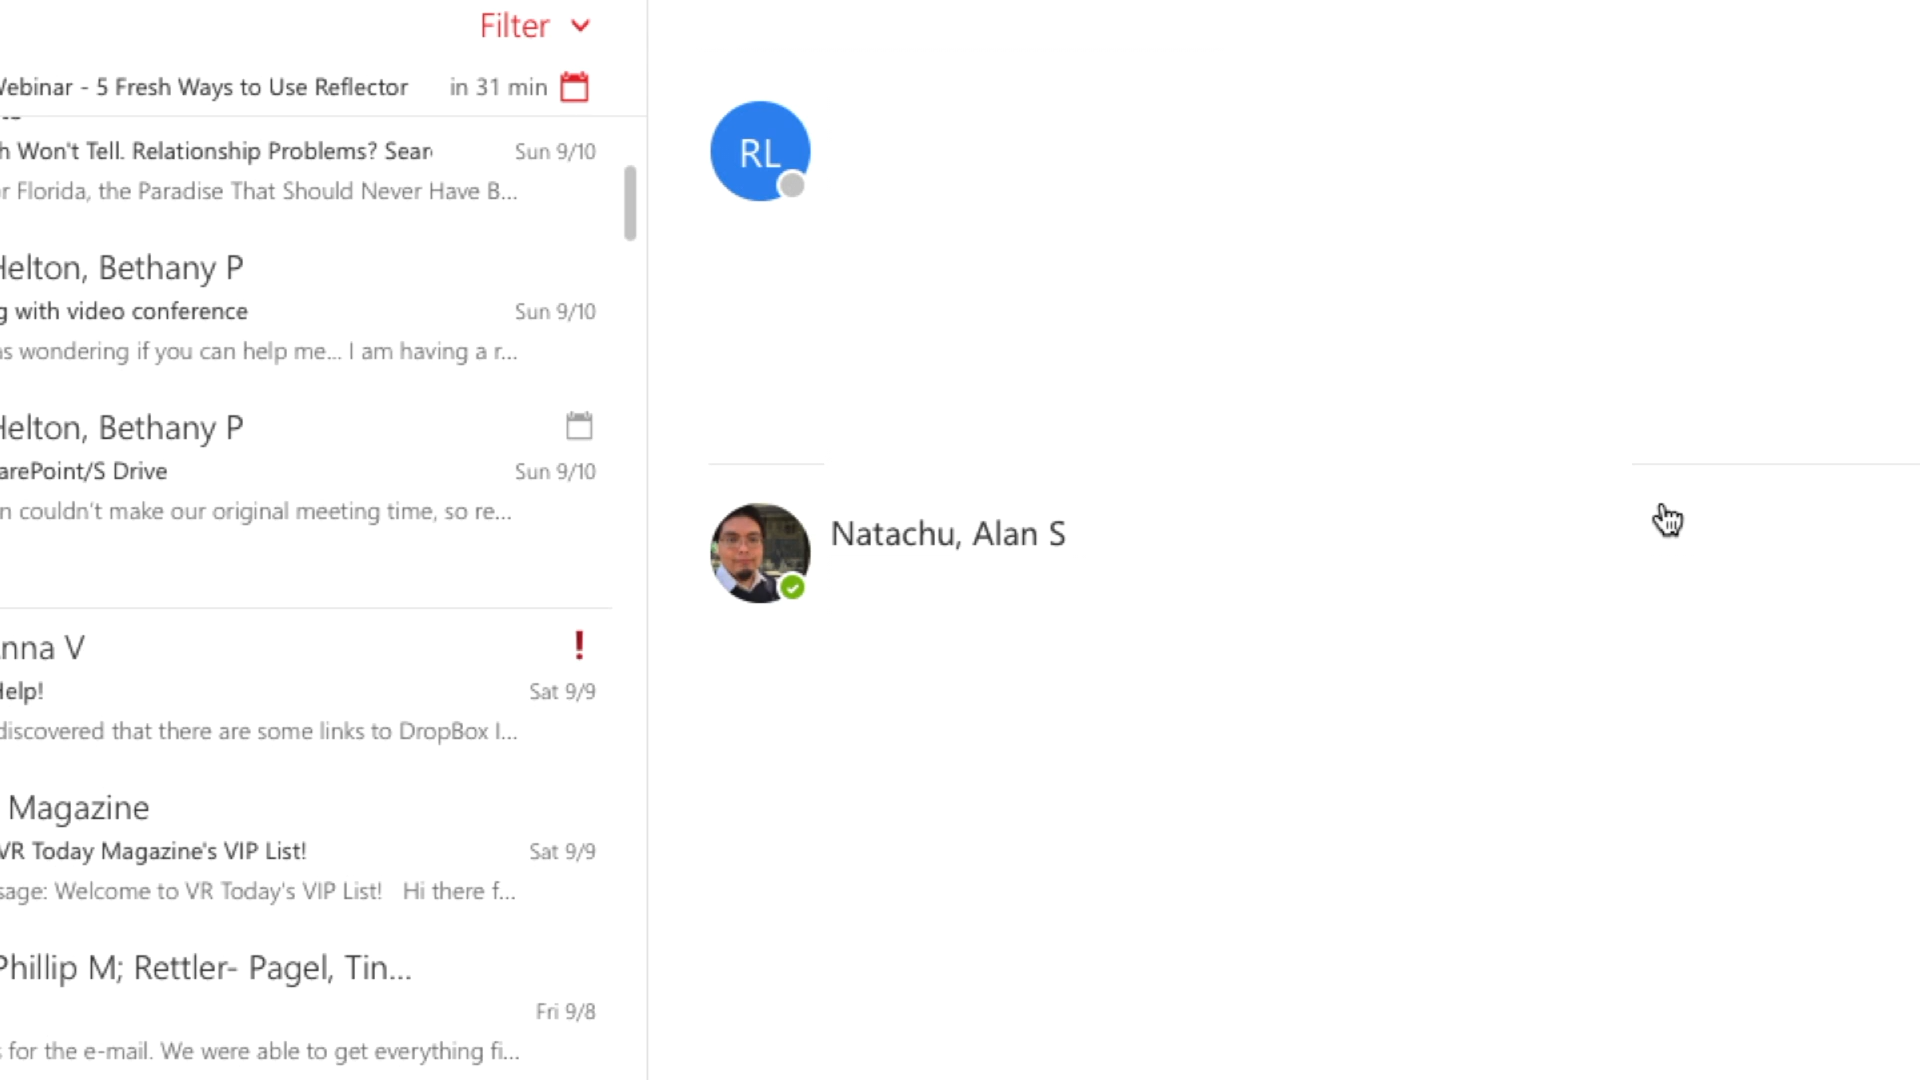 Filter
Webinar - 5 Fresh Ways to Use Reflector in 31 min
h Won't Tell. Relationship Problems? Sear Sun 9/10
r Florida, the Paradise That Should Never Have B...
Helton, Bethany P
g with video conference Sun 9/10
as wondering if you can help me... I am having a r...
Helton, Bethany P
arePoint/S Drive Sun 9/10
n couldn't make our original meeting time, so re...
nna V !
Help! Sat 9/9
discovered that there are some links to DropBox I...
Magazine
VR Today Magazine's VIP List! Sat 9/9
sage: Welcome to VR Today's VIP List! Hi there f...
Phillip M; Rettler- Pagel, Tin...
Fri 9/8
s for the e-mail. We were able to get everything fi...
RL
Natachu, Alan S